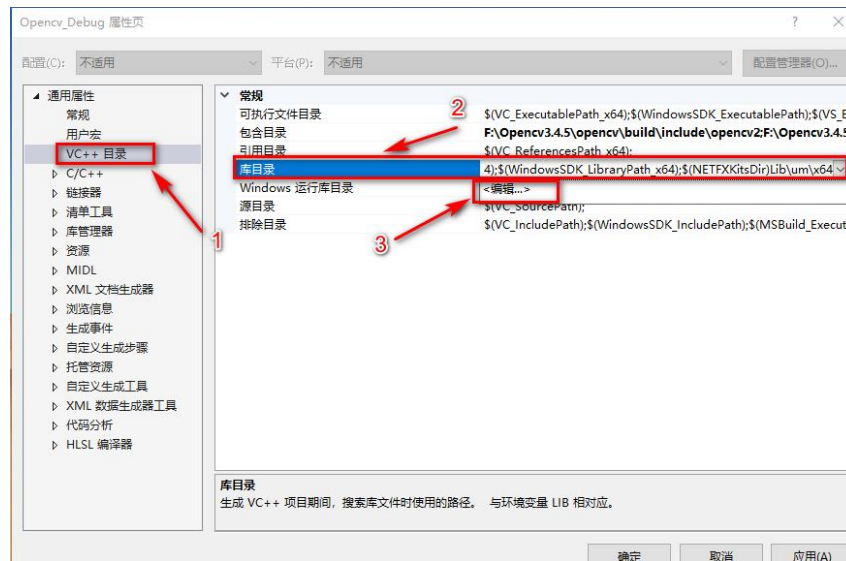 Opencv_Debug 属性页 ? ×
配置(C): 不适用 平台(P): 不适用 配置管理器(O)...
通用属性
常规
用户宏
VC++ 目录
C/C++
链接器
清单工具
库管理器
资源
MIDL
XML 文档生成器
浏览信息
生成事件
自定义生成步骤
托管资源
自定义生成工具
XML 数据生成器工具
代码分析
HLSL 编译器
1
常规
2
可执行文件目录 $(VC_ExecutablePath_x64);$(WindowsSDK_ExecutablePath);$(VS_E
包含目录 F:\Opencv3.4.5\opencv\build\include\opencv2;F:\Opencv3.4.5
引用目录 $(VC_ReferencesPath_x64);
库目录 4);$(WindowsSDK_LibraryPath_x64);$(NETFXKitsDir)Lib\um\x64
Windows 运行库目录 <编辑...>
源目录 $(VC_SourcePath);
排除目录 $(VC_IncludePath);$(WindowsSDK_IncludePath);$(MSBuild_Execut
3
库目录
生成 VC++ 项目期间，搜索库文件时使用的路径。 与环境变量 LIB 相对应。
确定 取消 应用(A)